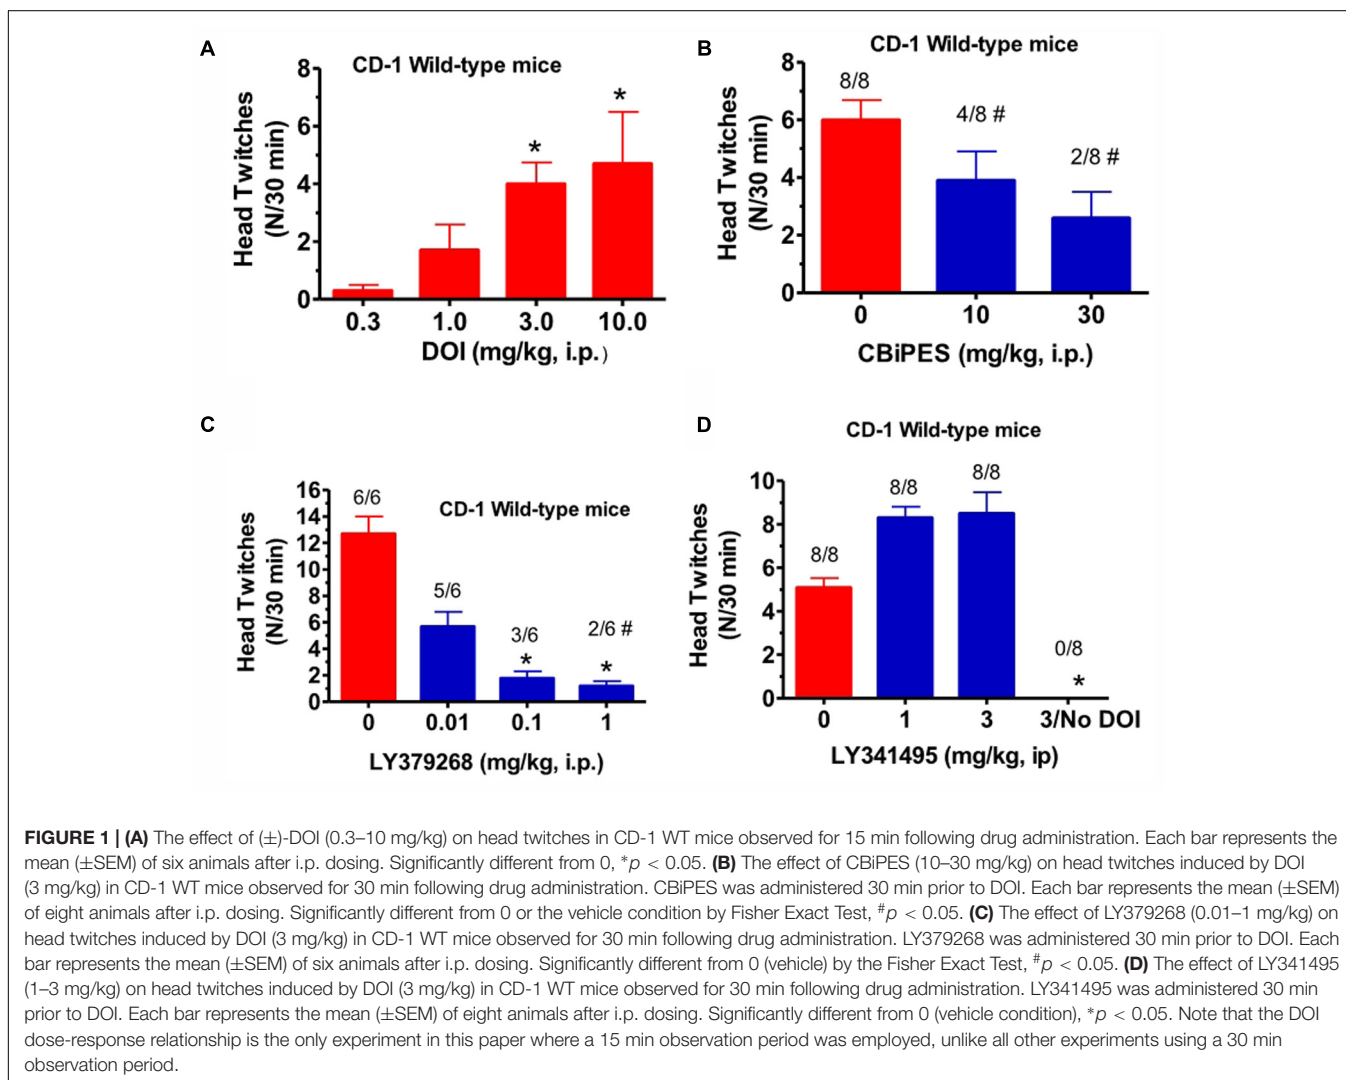 A
CD-1 Wild-type mice
Head Twitches
(N/30 min)
8
6
4
2
0
*
*
0.3 1.0 3.0 10.0
DOI (mg/kg, i.p.)
B
CD-1 Wild-type mice
Head Twitches
(N/30 min)
8
6
4
2
0
8/8
4/8 #
2/8 #
0 10 30
CBiPES (mg/kg, i.p.)
C
CD-1 Wild-type mice
Head Twitches
(N/30 min)
16
14
12
10
8
6
4
2
0
6/6
5/6
3/6
*
2/6 #
*
0 0.01 0.1 1
LY379268 (mg/kg, i.p.)
D
CD-1 Wild-type mice
Head Twitches
(N/30 min)
10
8
6
4
2
0
8/8
8/8
8/8
0/8
*
0 1 3 3/No DOI
LY341495 (mg/kg, ip)
FIGURE 1 | (A) The effect of (±)-DOI (0.3–10 mg/kg) on head twitches in CD-1 WT mice observed for 15 min following drug administration. Each bar represents the
mean (±SEM) of six animals after i.p. dosing. Significantly different from 0, *p < 0.05. (B) The effect of CBiPES (10–30 mg/kg) on head twitches induced by DOI
(3 mg/kg) in CD-1 WT mice observed for 30 min following drug administration. CBiPES was administered 30 min prior to DOI. Each bar represents the mean (±SEM)
of eight animals after i.p. dosing. Significantly different from 0 or the vehicle condition by Fisher Exact Test, #p < 0.05. (C) The effect of LY379268 (0.01–1 mg/kg) on
head twitches induced by DOI (3 mg/kg) in CD-1 WT mice observed for 30 min following drug administration. LY379268 was administered 30 min prior to DOI. Each
bar represents the mean (±SEM) of six animals after i.p. dosing. Significantly different from 0 (vehicle) by the Fisher Exact Test, #p < 0.05. (D) The effect of LY341495
(1–3 mg/kg) on head twitches induced by DOI (3 mg/kg) in CD-1 WT mice observed for 30 min following drug administration. LY341495 was administered 30 min
prior to DOI. Each bar represents the mean (±SEM) of eight animals after i.p. dosing. Significantly different from 0 (vehicle condition), *p < 0.05. Note that the DOI
dose-response relationship is the only experiment in this paper where a 15 min observation period was employed, unlike all other experiments using a 30 min
observation period.